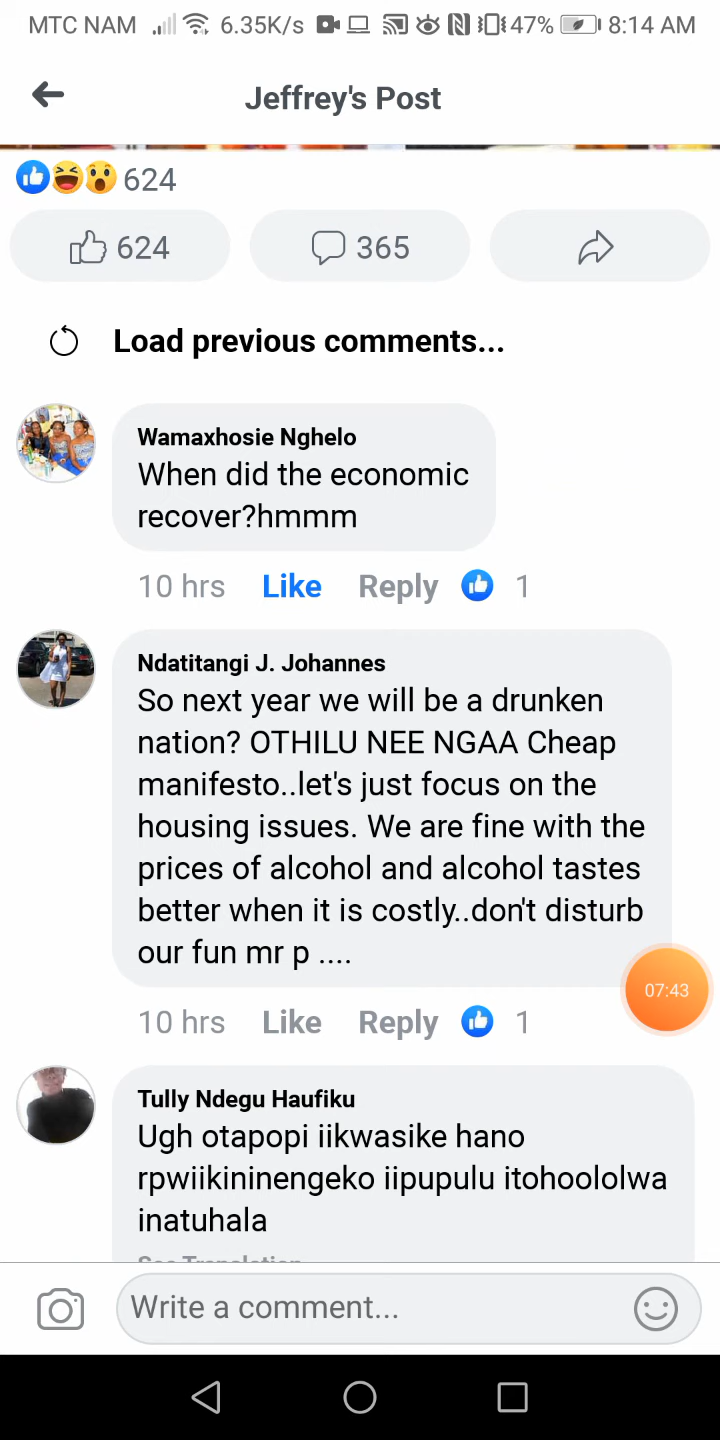 MTC NAM 6.35K/s 47% 8:14 AM
Jeffrey's Post
624
624 365
Load previous comments...
Wamaxhosie Nghelo
When did the economic
recover?hmmm
10 hrs Like Reply 1
Ndatitangi J. Johannes
So next year we will be a drunken
nation? OTHILU NEE NGAA Cheap
manifesto..let's just focus on the
housing issues. We are fine with the
prices of alcohol and alcohol tastes
better when it is costly..don't disturb
our fun mr p ....
07:43
10 hrs Like Reply 1
Tully Ndegu Haufiku
Ugh otapopi iikwasike hano
rpwiikininengeko iipupulu itohoololwa
inatuhala
See Translation
Write a comment...